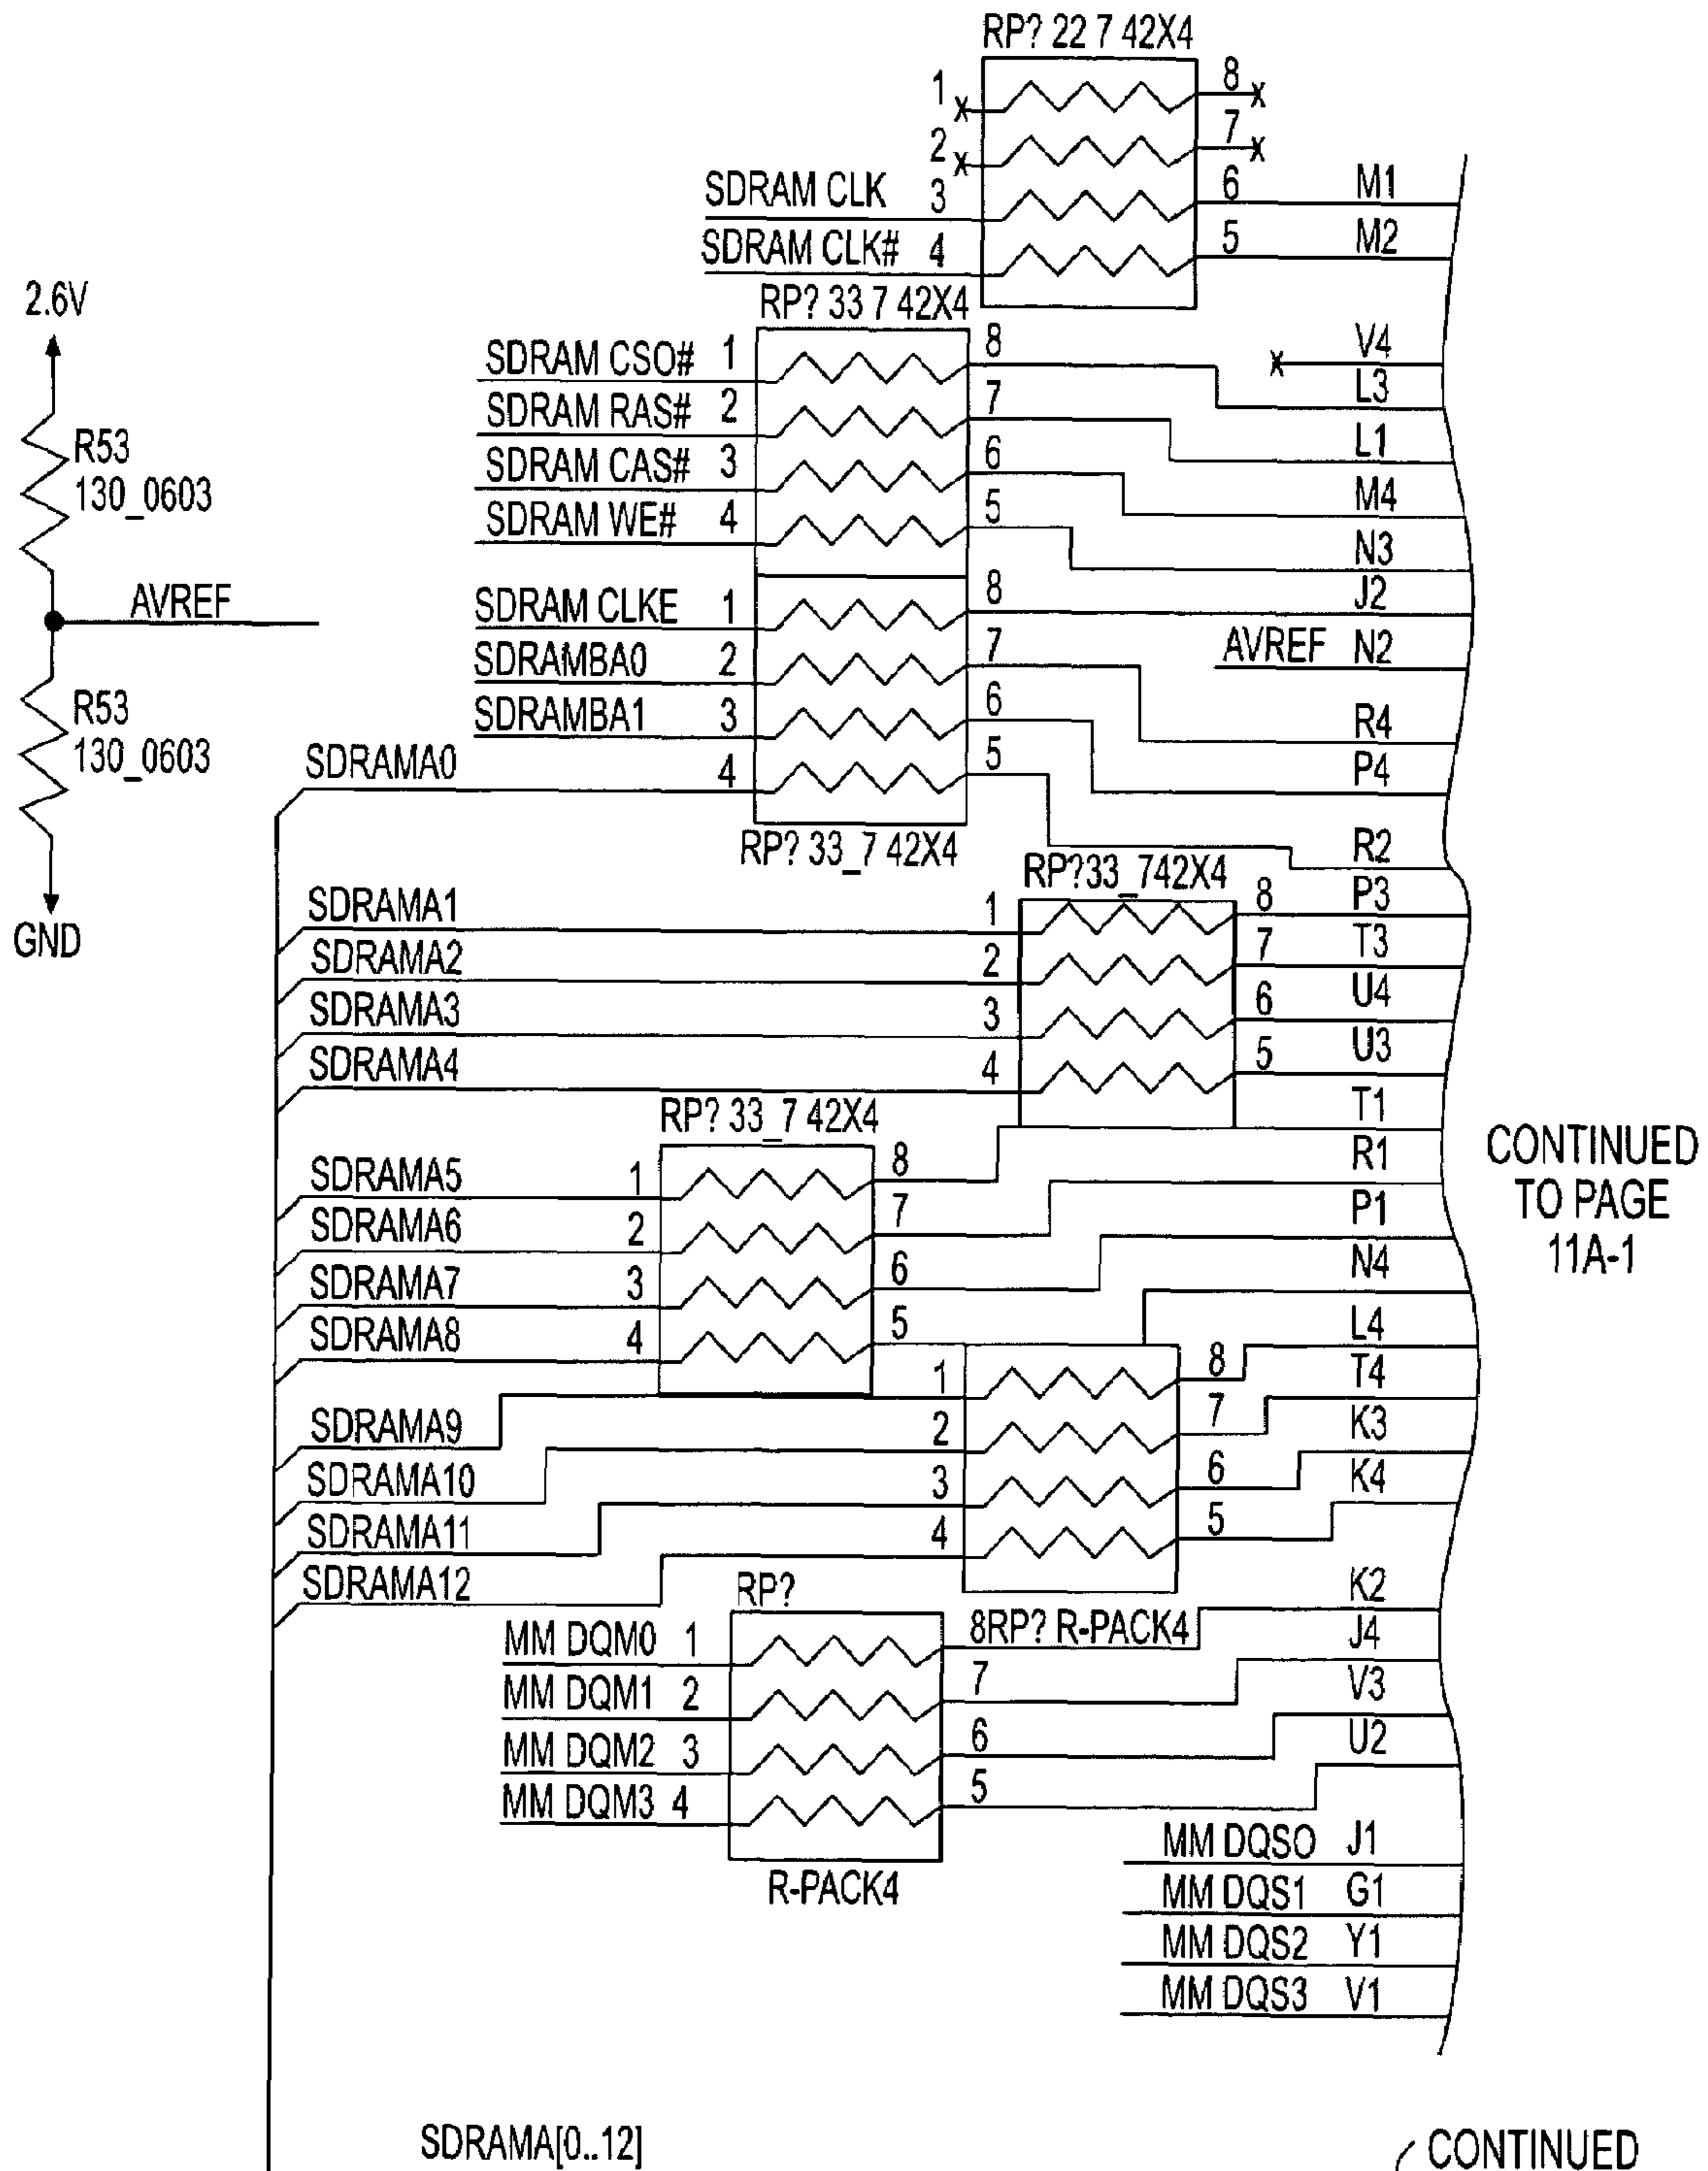 RP? 22 7 42X4
1 8
2 7
SDRAM CLK 3 6 M1
SDRAM CLK# 4 5 M2
2.6V
R53
130_0603
AVREF
R53
130_0603
GND
RP? 33 7 42X4
SDRAM CSO# 1 8 V4
L3
SDRAM RAS# 2 7 L1
SDRAM CAS# 3 6 M4
SDRAM WE# 4 5 N3
SDRAM CLKE 1 8 J2
AVREF N2
SDRAMBA0 2 7 R4
SDRAMBA1 3 6 P4
SDRAMA0 4 5 R2
RP? 33_7 42X4
RP?33_742X4
SDRAMA1 1 8 P3
SDRAMA2 2 7 T3
SDRAMA3 3 6 U4
SDRAMA4 4 5 U3
RP? 33_7 42X4
SDRAMA5 1 8 T1
SDRAMA6 2 7 R1
SDRAMA7 3 6 P1
SDRAMA8 4 5 N4
CONTINUED
TO PAGE
11A-1
SDRAMA9 1 8 L4
SDRAMA10 2 7 T4
SDRAMA11 3 6 K3
SDRAMA12 4 5 K4
RP?
MM DQM0 1 8RP? R-PACK4 K2
MM DQM1 2 7 J4
MM DQM2 3 6 V3
MM DQM3 4 5 U2
R-PACK4
MM DQSO J1
MM DQS1 G1
MM DQS2 Y1
MM DQS3 V1
SDRAMA[0..12]
CONTINUED